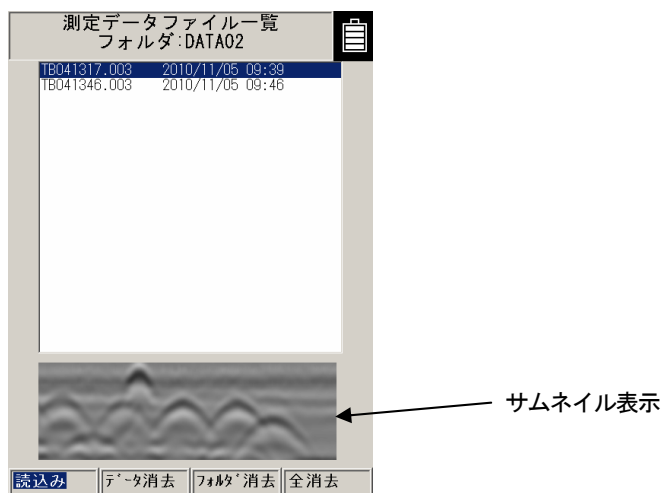 測定データファイル一覧
フォルダ:DATA02
TB041317.003 2010/11/05 09:39
TB041346.003 2010/11/05 09:46
サムネイル表示
読込み ﾃﾞｰﾀ消去 ﾌｫﾙﾀﾞ消去 全消去